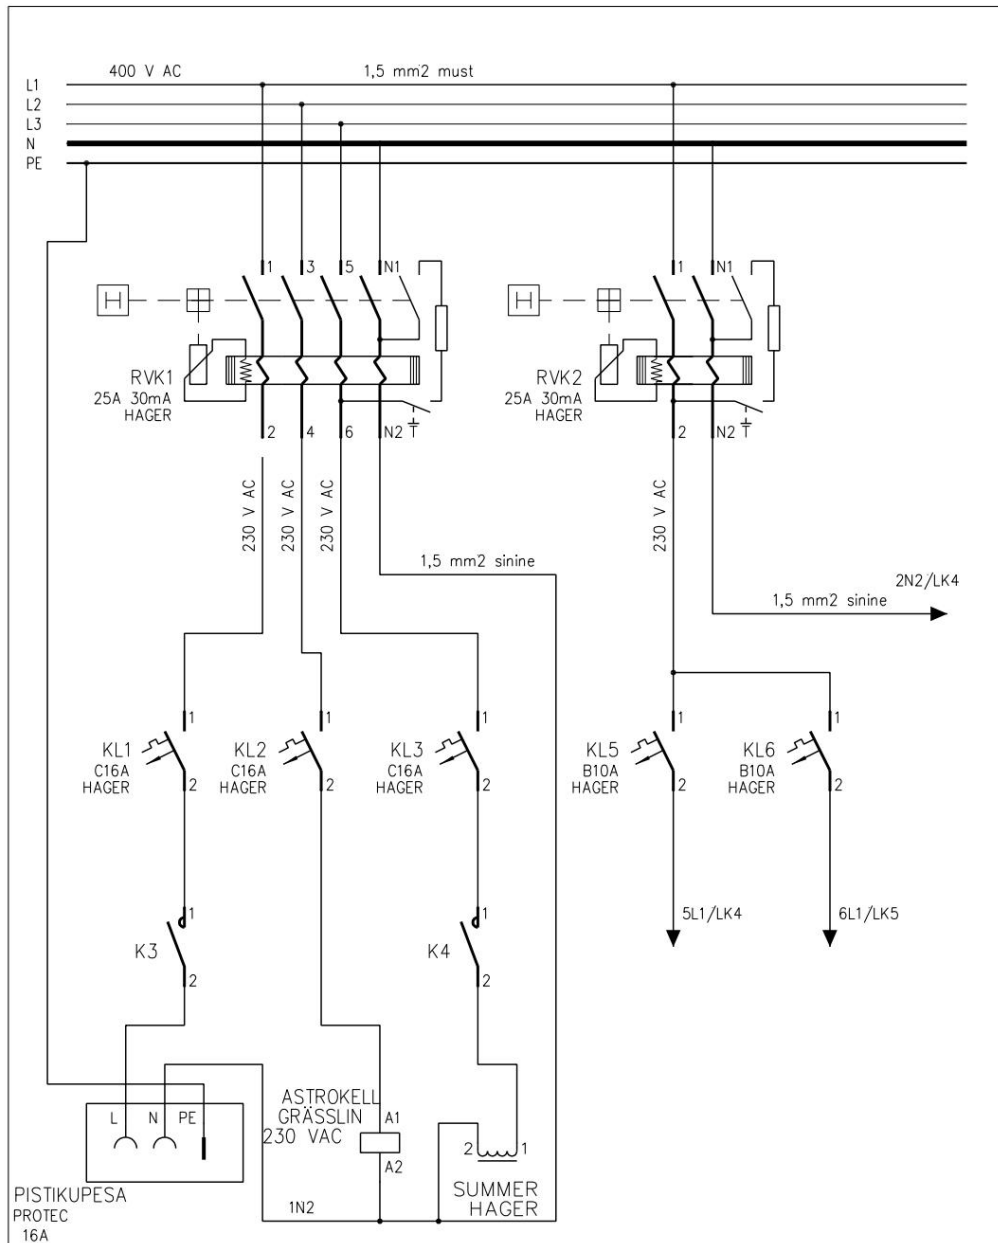 400 V AC 1,5 mm2 must
L1
L2
L3
N
PE
1 3 5 N1 1 N1
H H
RVK1
25A 30mA
HAGER
RVK2
25A 30mA
HAGER
2 4 6 N2 2 N2
230 V AC
230 V AC
230 V AC
230 V AC
1,5 mm2 sinine
2N2/LK4
1,5 mm2 sinine
1 1 1 1 1
KL1
C16A
HAGER
KL2
C16A
HAGER
KL3
C16A
HAGER
KL5
B10A
HAGER
KL6
B10A
HAGER
2 2 2 2 2
1 1
5L1/LK4 6L1/LK5
K3 K4
2 2
ASTROKELL
GRÄSSLIN
230 VAC
L N PE
A1
A2
2 1
SUMMER
HAGER
PISTIKUPESA
PROTEC
16A
1N2